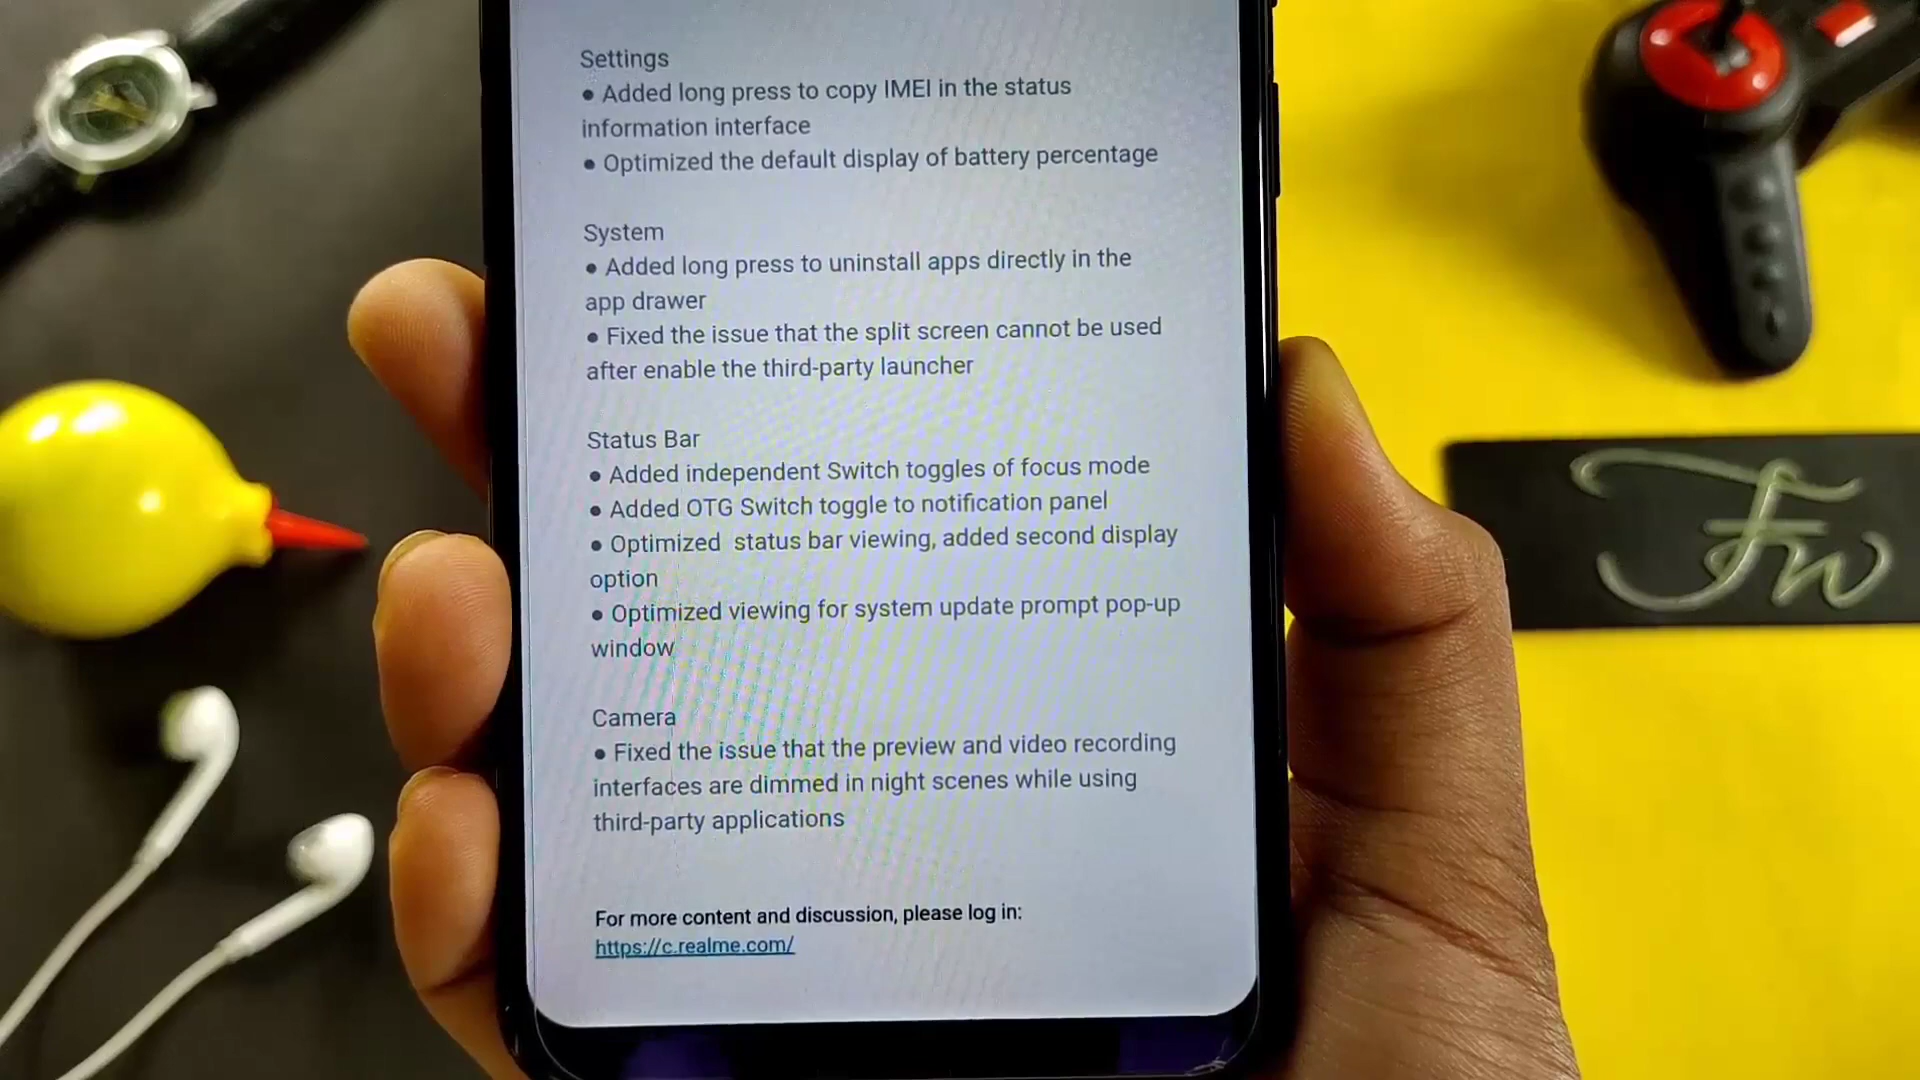 Settings
● Added long press to copy IMEI in the status
information interface
● Optimized the default display of battery percentage
System
● Added long press to uninstall apps directly in the
app drawer
● Fixed the issue that the split screen cannot be used
after enable the third-party launcher
Status Bar
● Added independent Switch toggles of focus mode
● Added OTG Switch toggle to notification panel
● Optimized  status bar viewing, added second display
option
● Optimized viewing for system update prompt pop-up
window
Camera
● Fixed the issue that the preview and video recording
interfaces are dimmed in night scenes while using
third-party applications
For more content and discussion, please log in:
https://c.realme.com/
Fw